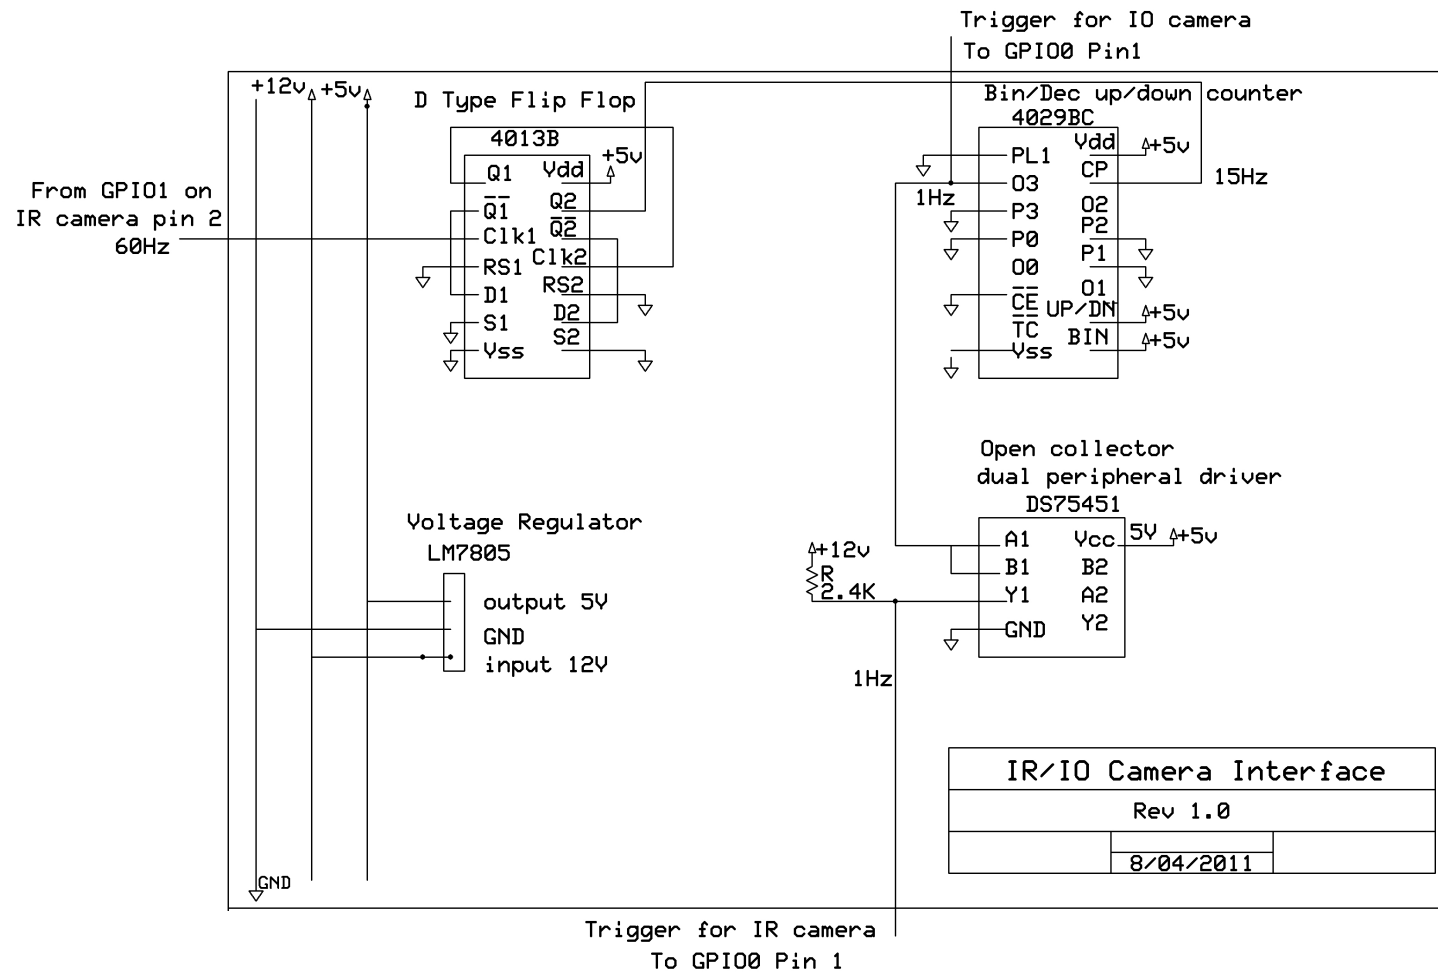 Trigger for IO camera
To GPIO0 Pin1
+12v
+5v
D Type Flip Flop
4013B
Q1
Vdd
+5v
Q1
Q2
Clk1
Q2
RS1
Clk2
D1
RS2
S1
D2
Vss
S2
From GPIO1 on
IR camera pin 2
60Hz
Bin/Dec up/down counter
4029BC
PL1
Vdd
+5v
O3
CP
15Hz
1Hz
P3
O2
P0
P2
O0
P1
CE
O1
TC
UP/DN
+5v
Vss
BIN
+5v
Voltage Regulator
LM7805
output 5V
GND
input 12V
Open collector
dual peripheral driver
DS75451
A1
Vcc
5V
+5v
B1
B2
Y1
A2
GND
Y2
+12v
R
2.4K
1Hz
IR/IO Camera Interface
Rev 1.0
8/04/2011
GND
Trigger for IR camera
To GPIO0 Pin 1